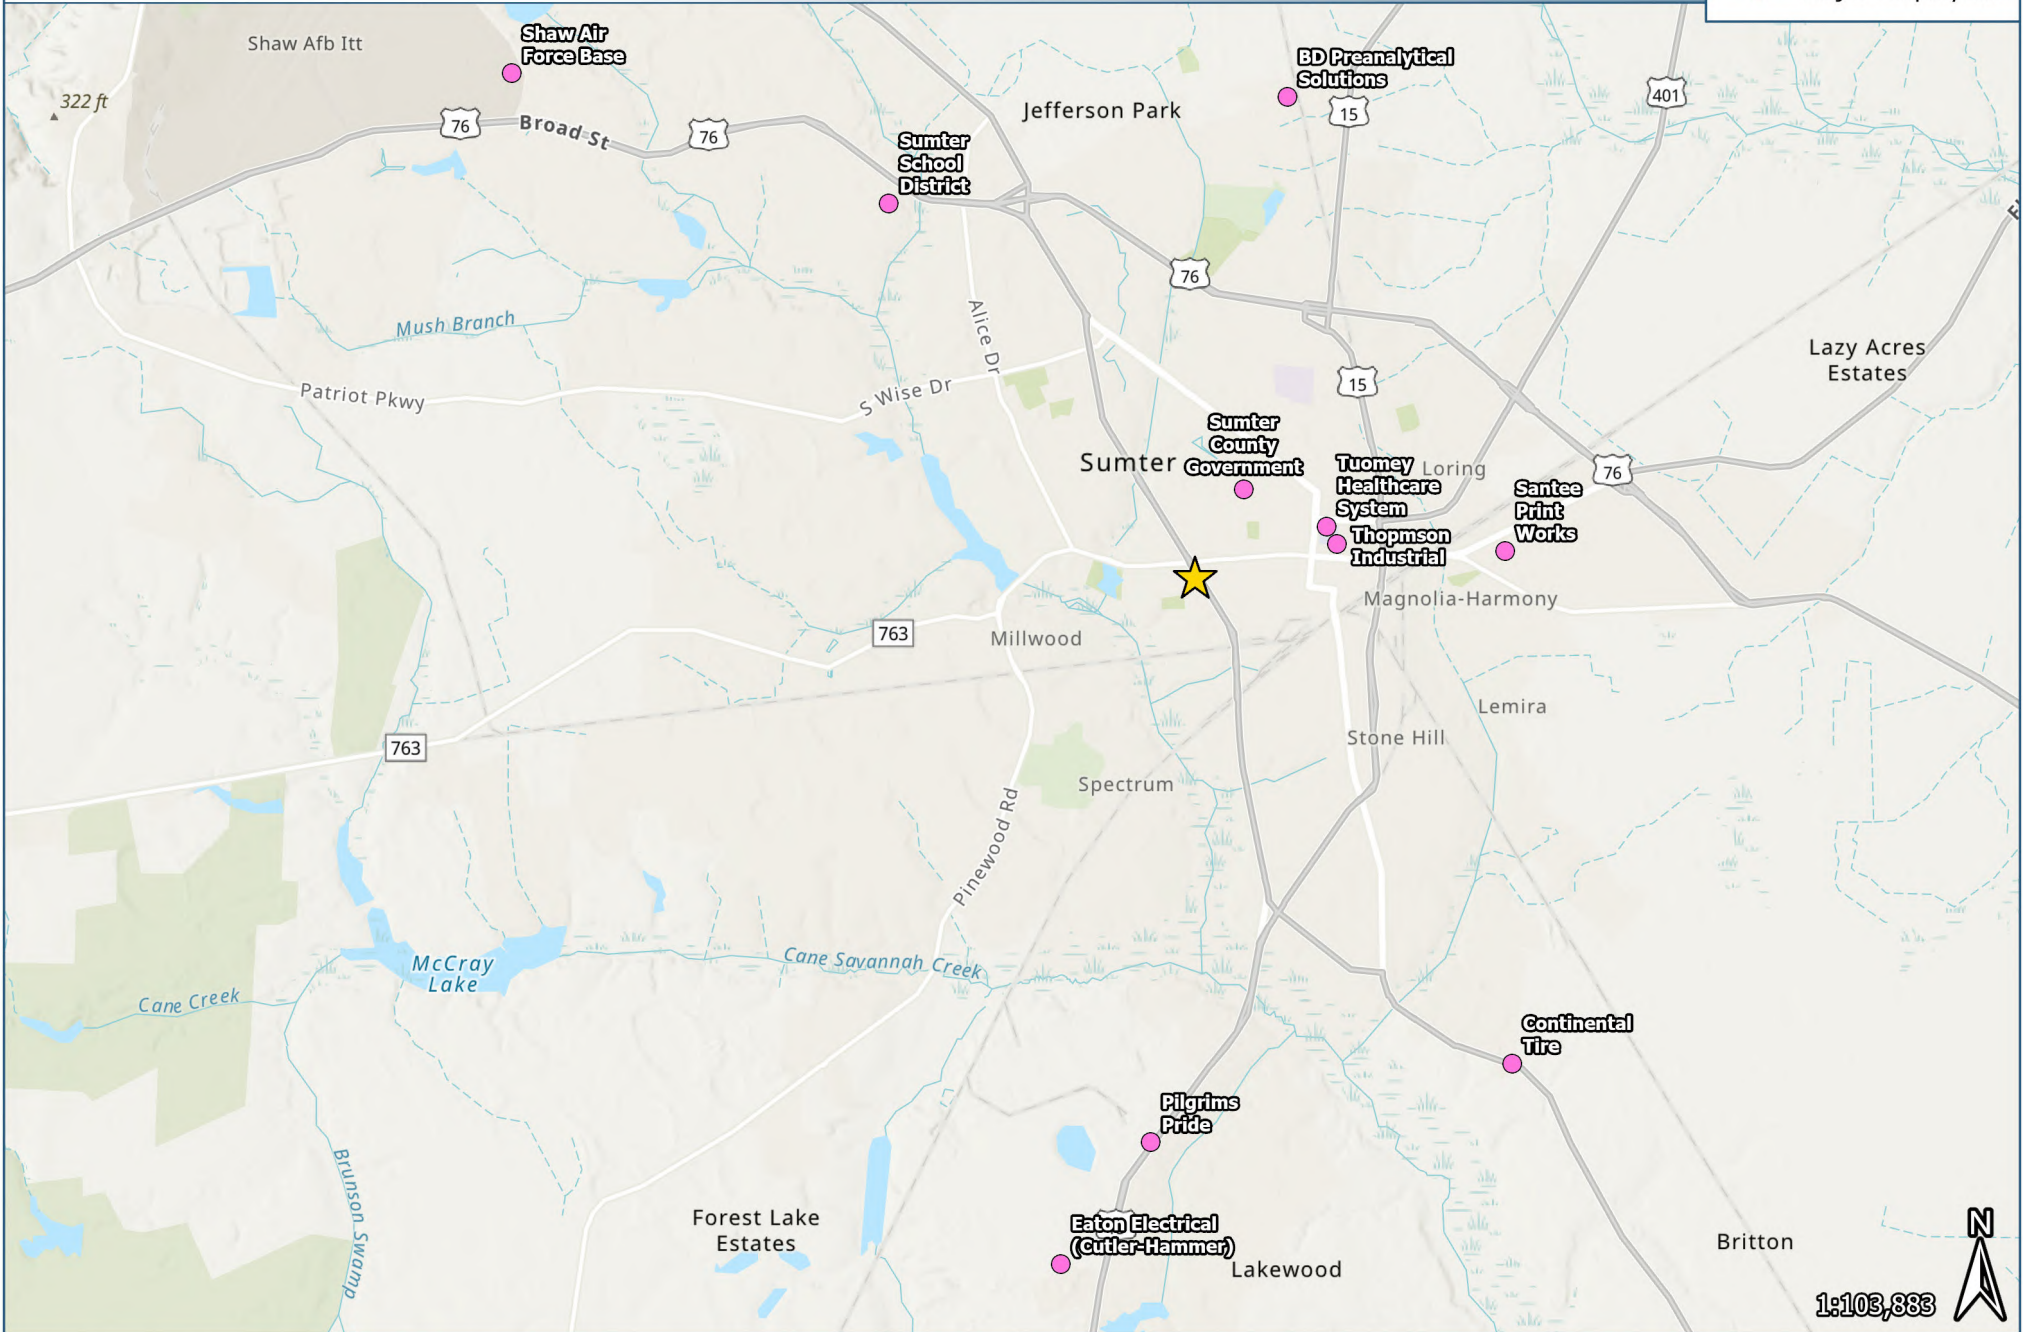 Shaw Afb Itt
Shaw Air
Force Base
322 ft
76
Broad St
76
BD Preanalytical
Solutions
Jefferson Park
15
401
Sumter
School
District
76
Mush Branch
Alice Dr
Patriot Pkwy
S Wise Dr
15
Lazy Acres
Estates
Sumter
County
Government
Sumter
Tuomey
Healthcare
System
Loring
76
Santee
Print
Works
Thopmson
Industrial
Magnolia-Harmony
763
Millwood
Lemira
763
Stone Hill
Spectrum
Pinewood Rd
McCray
Lake
Cane Savannah Creek
Cane Creek
Continental
Tire
Pilgrims
Pride
Brunson Swamp
Forest Lake
Estates
Eaton Electrical
(Cutler-Hammer)
Lakewood
Britton
N
1:103,883